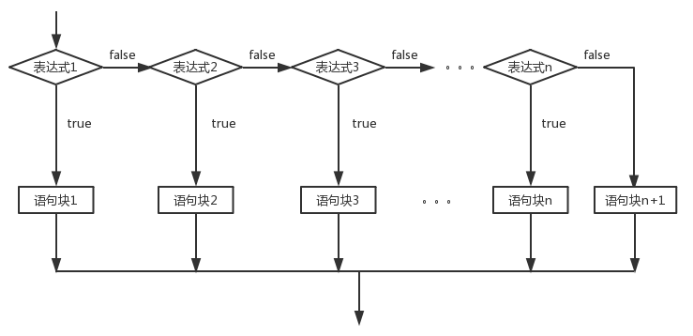 false false false false
表达式1 表达式2 表达式3 。。。 表达式n
true true true true
语句块1 语句块2 语句块3 。。。 语句块n 语句块n+1